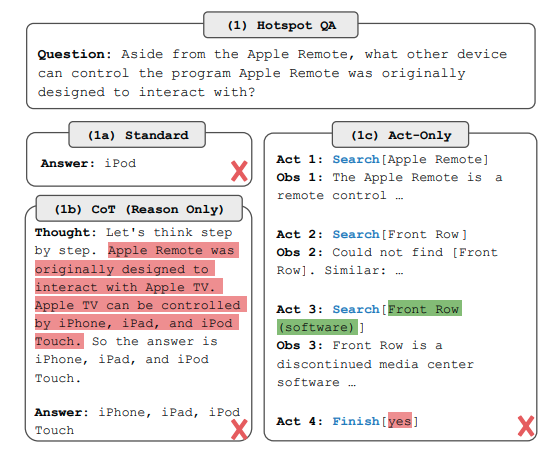 (1) Hotspot QA
Question: Aside from the Apple Remote, what other device
can control the program Apple Remote was originally
designed to interact with?
(1a) Standard
Answer: iPod
(1b) CoT (Reason Only)
Thought: Let's think step
by step. Apple Remote was
originally designed to
interact with Apple TV.
Apple TV can be controlled
by iPhone, iPad, and iPod
Touch. So the answer is
iPhone, iPad, and iPod
Touch.
Answer: iPhone, iPad, iPod
Touch
(1c) Act-Only
Act 1: Search[Apple Remote]
Obs 1: The Apple Remote is a
remote control …
Act 2: Search[Front Row]
Obs 2: Could not find [Front
Row]. Similar: …
Act 3: Search[Front Row
(software)]
Obs 3: Front Row is a
discontinued media center
software …
Act 4: Finish[yes]